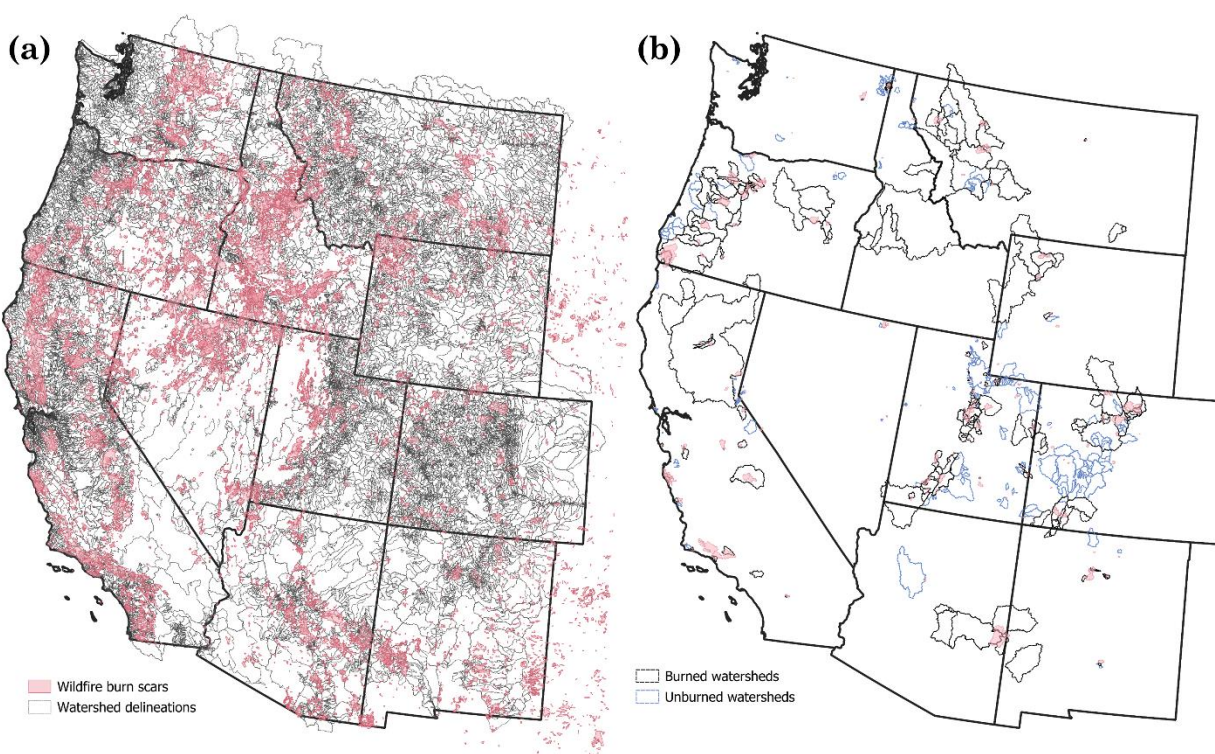 (a)
(b)
Wildfire burn scars
Watershed delineations
Burned watersheds
Unburned watersheds